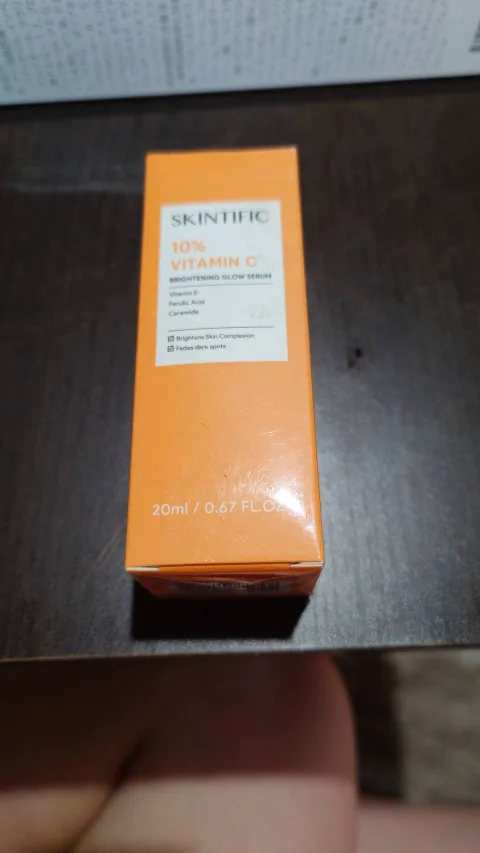 SKINTIFIC
10%
VITAMIN C
BRIGHTENING GLOW SERUM
Vitamin E
Ferulic Acid
Ceramide
Brightens Skin Complexion
Fades dark spots
20ml / 0.67 FL.OZ